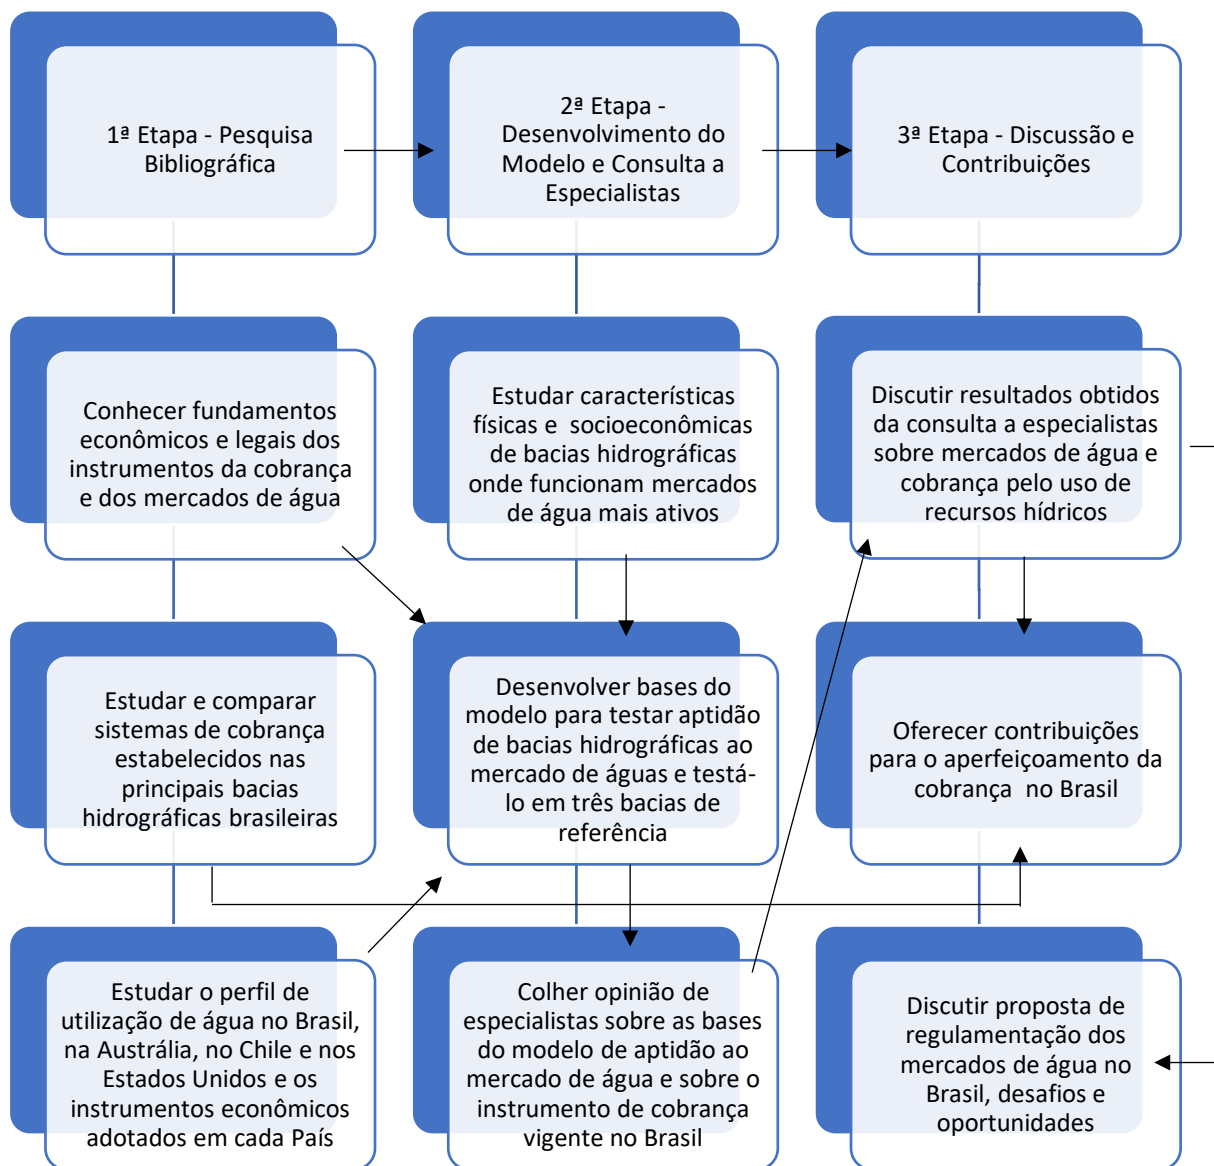 1ª Etapa - Pesquisa
Bibliográfica
2ª Etapa -
Desenvolvimento do
Modelo e Consulta a
Especialistas
3ª Etapa - Discussão e
Contribuições
Conhecer fundamentos
econômicos e legais dos
instrumentos da cobrança
e dos mercados de água
Estudar características
físicas e socioeconômicas
de bacias hidrográficas
onde funcionam mercados
de água mais ativos
Discutir resultados obtidos
da consulta a especialistas
sobre mercados de água e
cobrança pelo uso de
recursos hídricos
Estudar e comparar
sistemas de cobrança
estabelecidos nas
principais bacias
hidrográficas brasileiras
Desenvolver bases do
modelo para testar aptidão
de bacias hidrográficas ao
mercado de águas e testá-
lo em três bacias de
referência
Oferecer contribuições
para o aperfeiçoamento da
cobrança no Brasil
Estudar o perfil de
utilização de água no Brasil,
na Austrália, no Chile e nos
Estados Unidos e os
instrumentos econômicos
adotados em cada País
Colher opinião de
especialistas sobre as bases
do modelo de aptidão ao
mercado de água e sobre o
instrumento de cobrança
vigente no Brasil
Discutir proposta de
regulamentação dos
mercados de água no
Brasil, desafios e
oportunidades